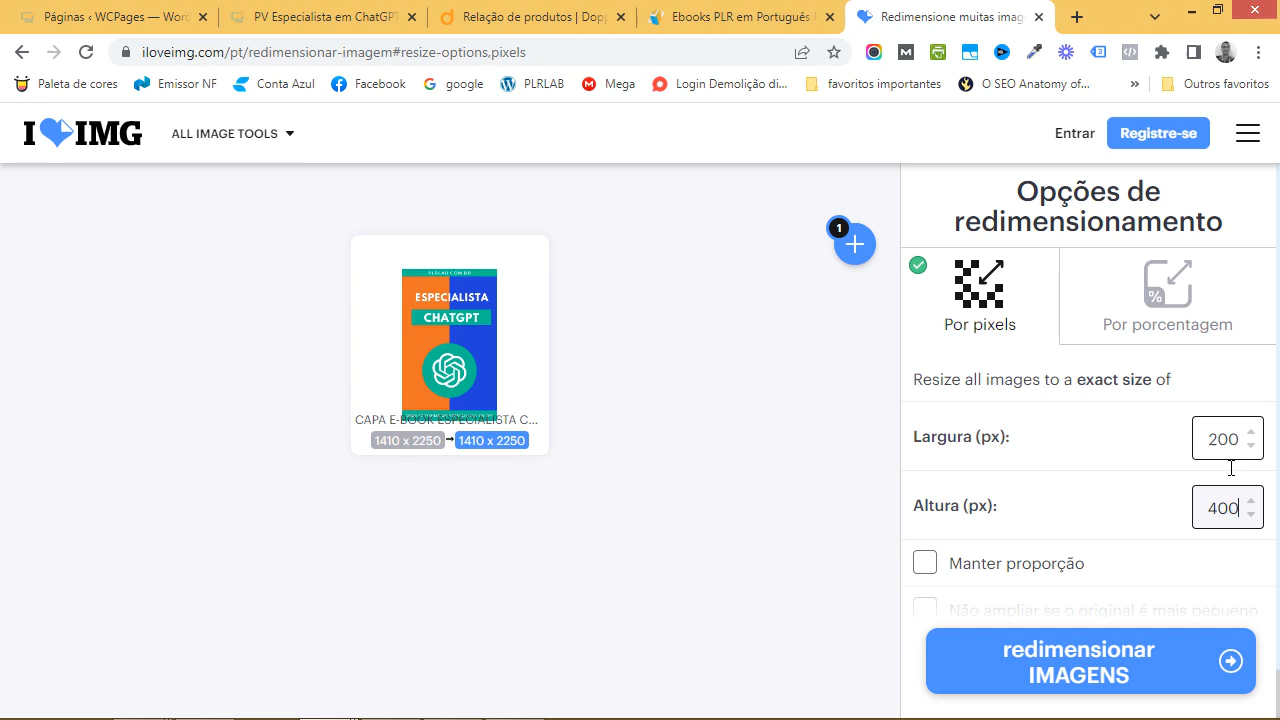 Páginas ‹ WCPages — Wor
PV Especialista em ChatGPT
Relação de produtos | Dopp
Ebooks PLR em Português
Redimensione muitas imag
iloveimg.com/pt/redimensionar-imagem#resize-options,pixels
Paleta de cores
Emissor NF
Conta Azul
Facebook
google
PLRLAB
Mega
Login Demolição di...
favoritos importantes
O SEO Anatomy of...
»
Outros favoritos
I IMG
ALL IMAGE TOOLS
Entrar
Registre-se
1
PLRLAB.COM.BR
ESPECIALISTA
CHATGPT
CAPA E-BOOK ESPECIALISTA C...
1410 x 2250
1410 x 2250
Opções de
redimensionamento
Por pixels
%
Por porcentagem
Resize all images to a exact size of
Largura (px):
200
Altura (px):
400
Manter proporção
Não ampliar se o original é mais pequeno
redimensionar
IMAGENS